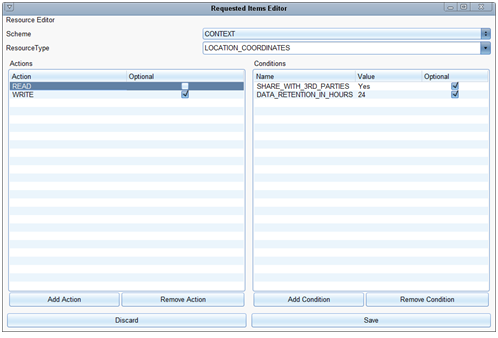 Requested Items Editor
Resource Editor
Scheme CONTEXT
ResourceType LOCATION_COORDINATES
Actions Conditions
Action Optional Name Value Optional
READ SHARE_WITH_3RD_PARTIES Yes
WRITE DATA_RETENTION_IN_HOURS 24
Add Action Remove Action Add Condition Remove Condition
Discard Save